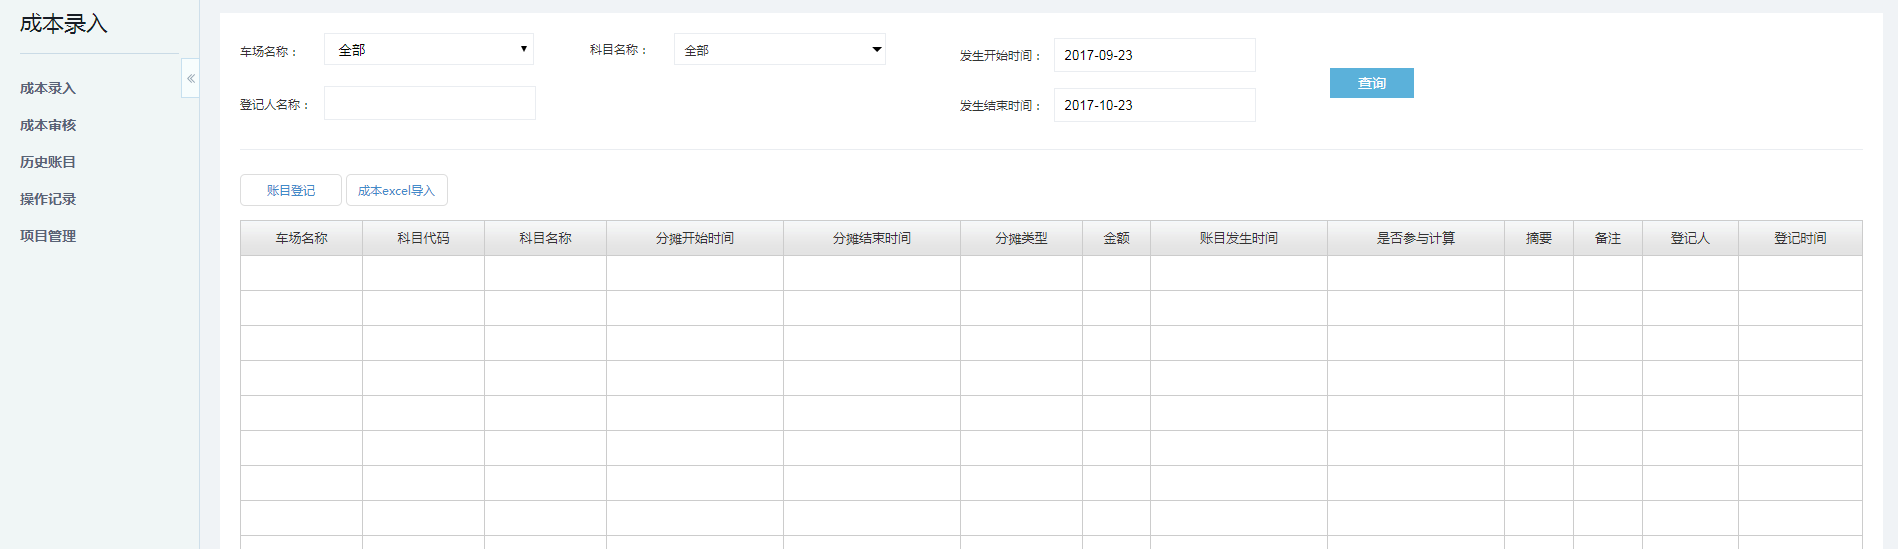 成本录入
«
成本录入
成本审核
历史账目
操作记录
项目管理
车场名称： 全部 科目名称： 全部 发生开始时间： 2017-09-23
登记人名称： 发生结束时间： 2017-10-23
查询
账目登记 成本excel导入
车场名称 科目代码 科目名称 分摊开始时间 分摊结束时间 分摊类型 金额 账目发生时间 是否参与计算 摘要 备注 登记人 登记时间